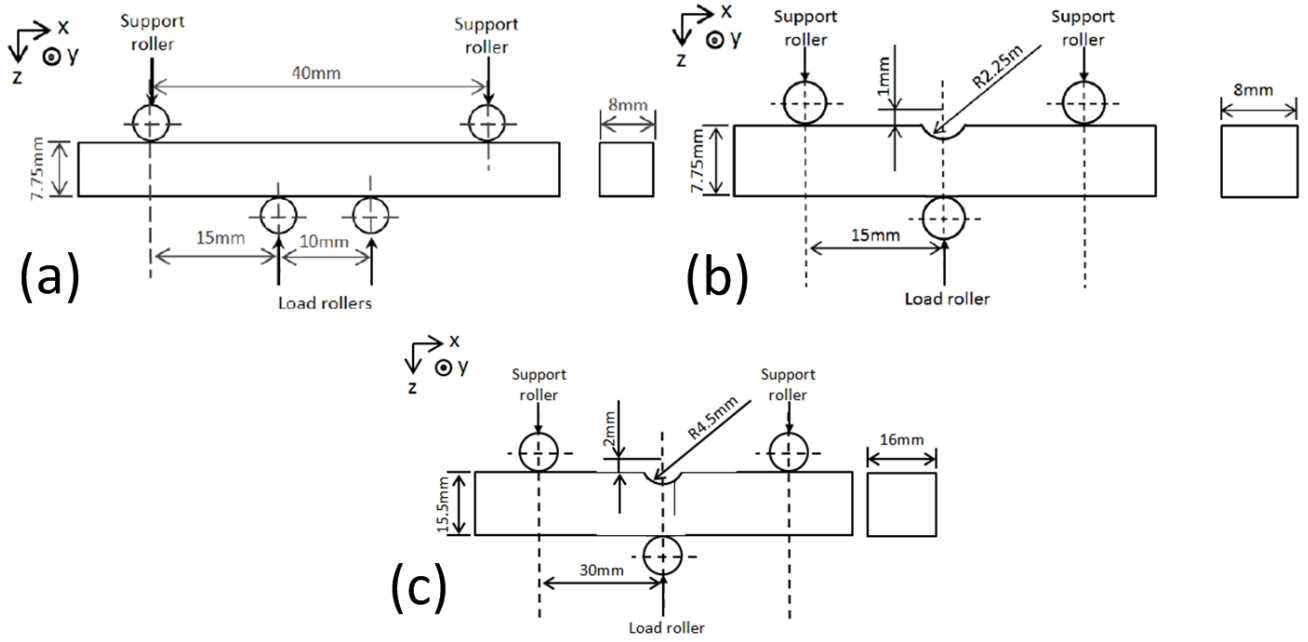 Support
roller
Support
roller
x
y
z
40mm
8mm
7.75mm
15mm
10mm
Load rollers
(a)
Support
roller
Support
roller
x
y
z
1mm
R2.25m
8mm
7.75mm
15mm
Load roller
(b)
x
y
z
Support
roller
Support
roller
2mm
R4.5mm
16mm
15.5mm
30mm
Load roller
(c)